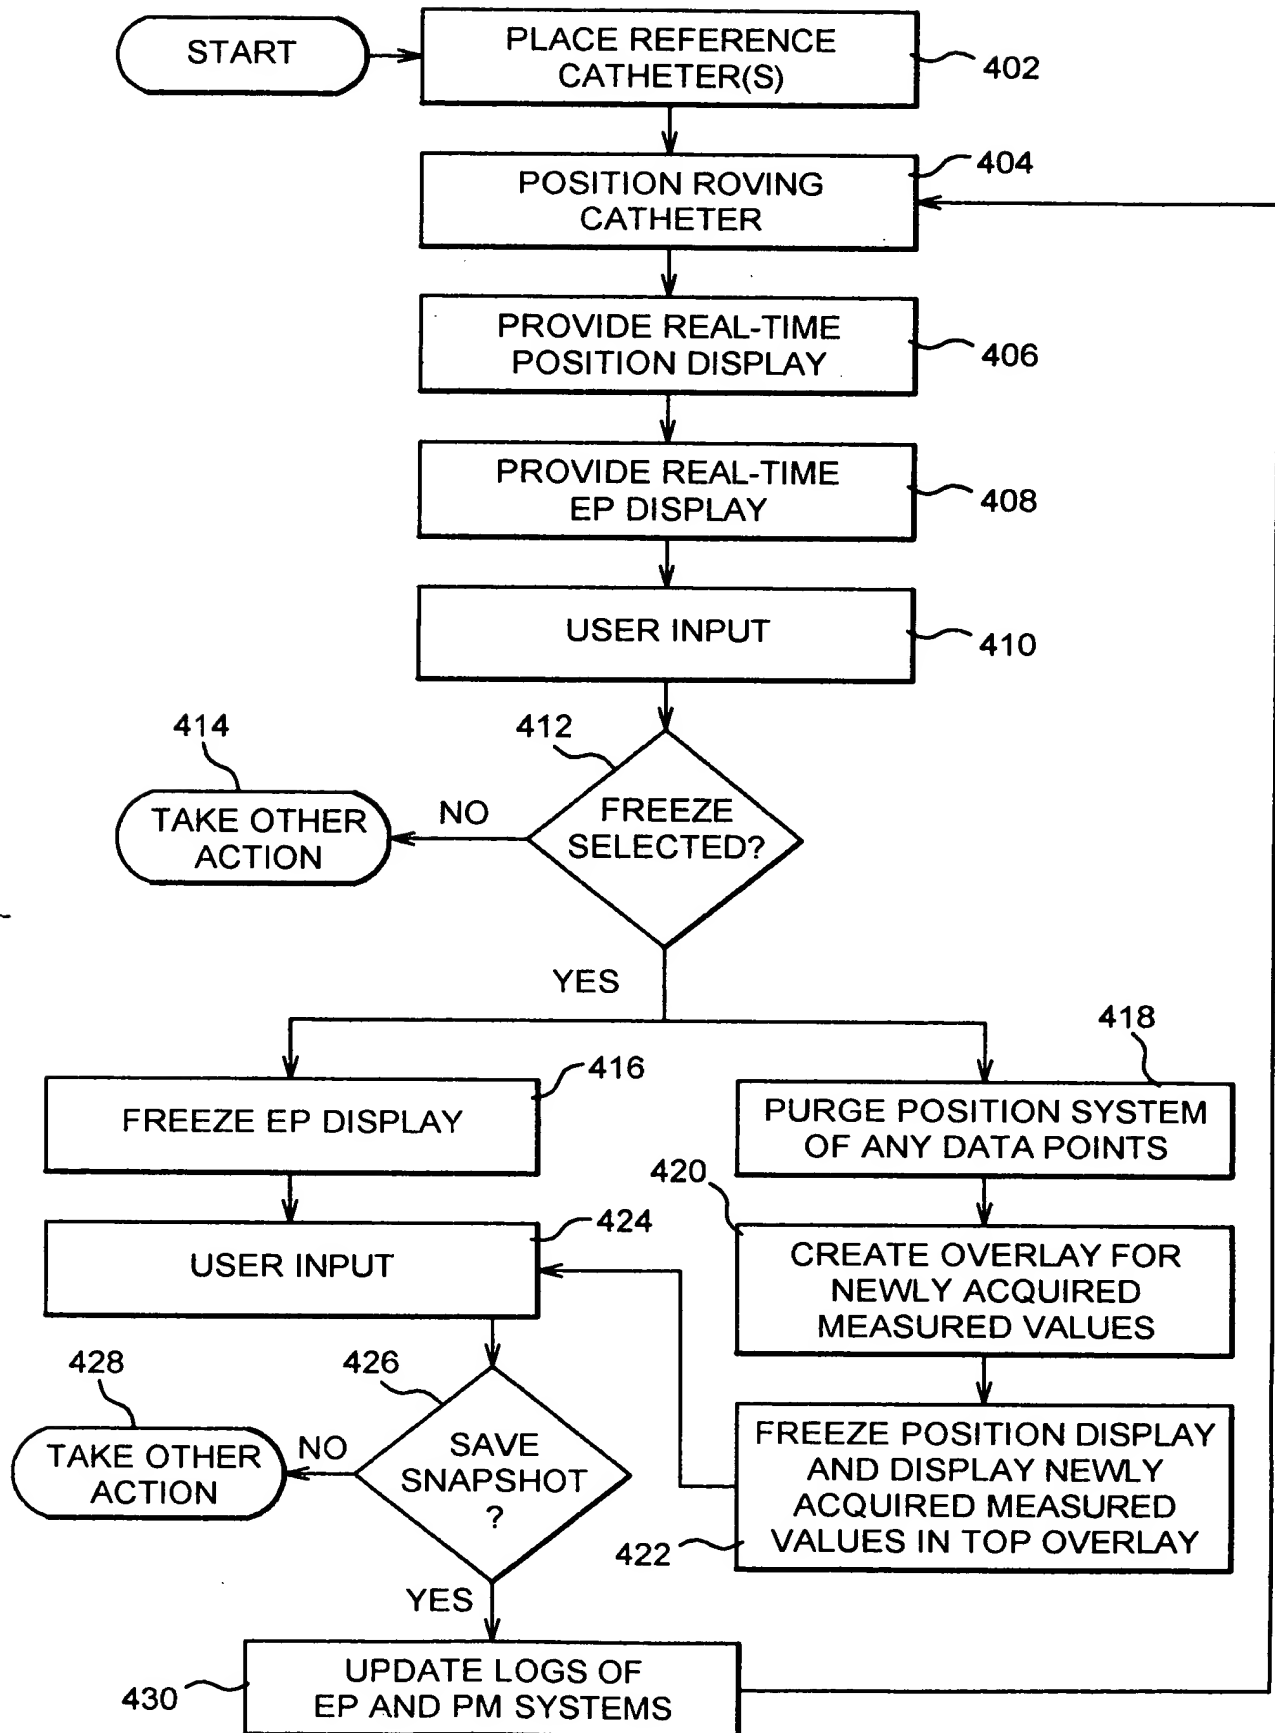 START
PLACE REFERENCE
CATHETER(S)
402
POSITION ROVING
CATHETER
404
PROVIDE REAL-TIME
POSITION DISPLAY
406
PROVIDE REAL-TIME
EP DISPLAY
408
USER INPUT
410
412
FREEZE
SELECTED?
NO
414
TAKE OTHER
ACTION
YES
416
FREEZE EP DISPLAY
418
PURGE POSITION SYSTEM
OF ANY DATA POINTS
420
CREATE OVERLAY FOR
NEWLY ACQUIRED
MEASURED VALUES
FREEZE POSITION DISPLAY
AND DISPLAY NEWLY
ACQUIRED MEASURED
VALUES IN TOP OVERLAY
422
424
USER INPUT
426
SAVE
SNAPSHOT
?
NO
428
TAKE OTHER
ACTION
YES
UPDATE LOGS OF
EP AND PM SYSTEMS
430